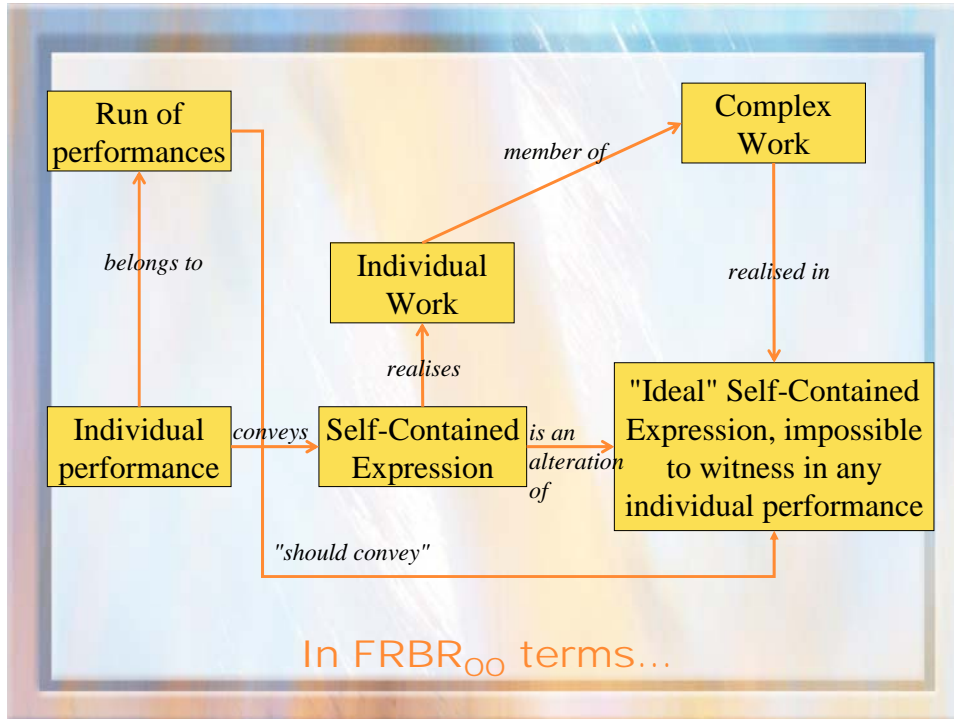 Run of
performances
Complex
Work
member of
belongs to
Individual
Work
realised in
realises
"Ideal" Self-Contained
Expression, impossible
to witness in any
individual performance
Individual
performance
conveys
Self-Contained
Expression
is an
alteration
of
"should convey"
In FRBROO terms...